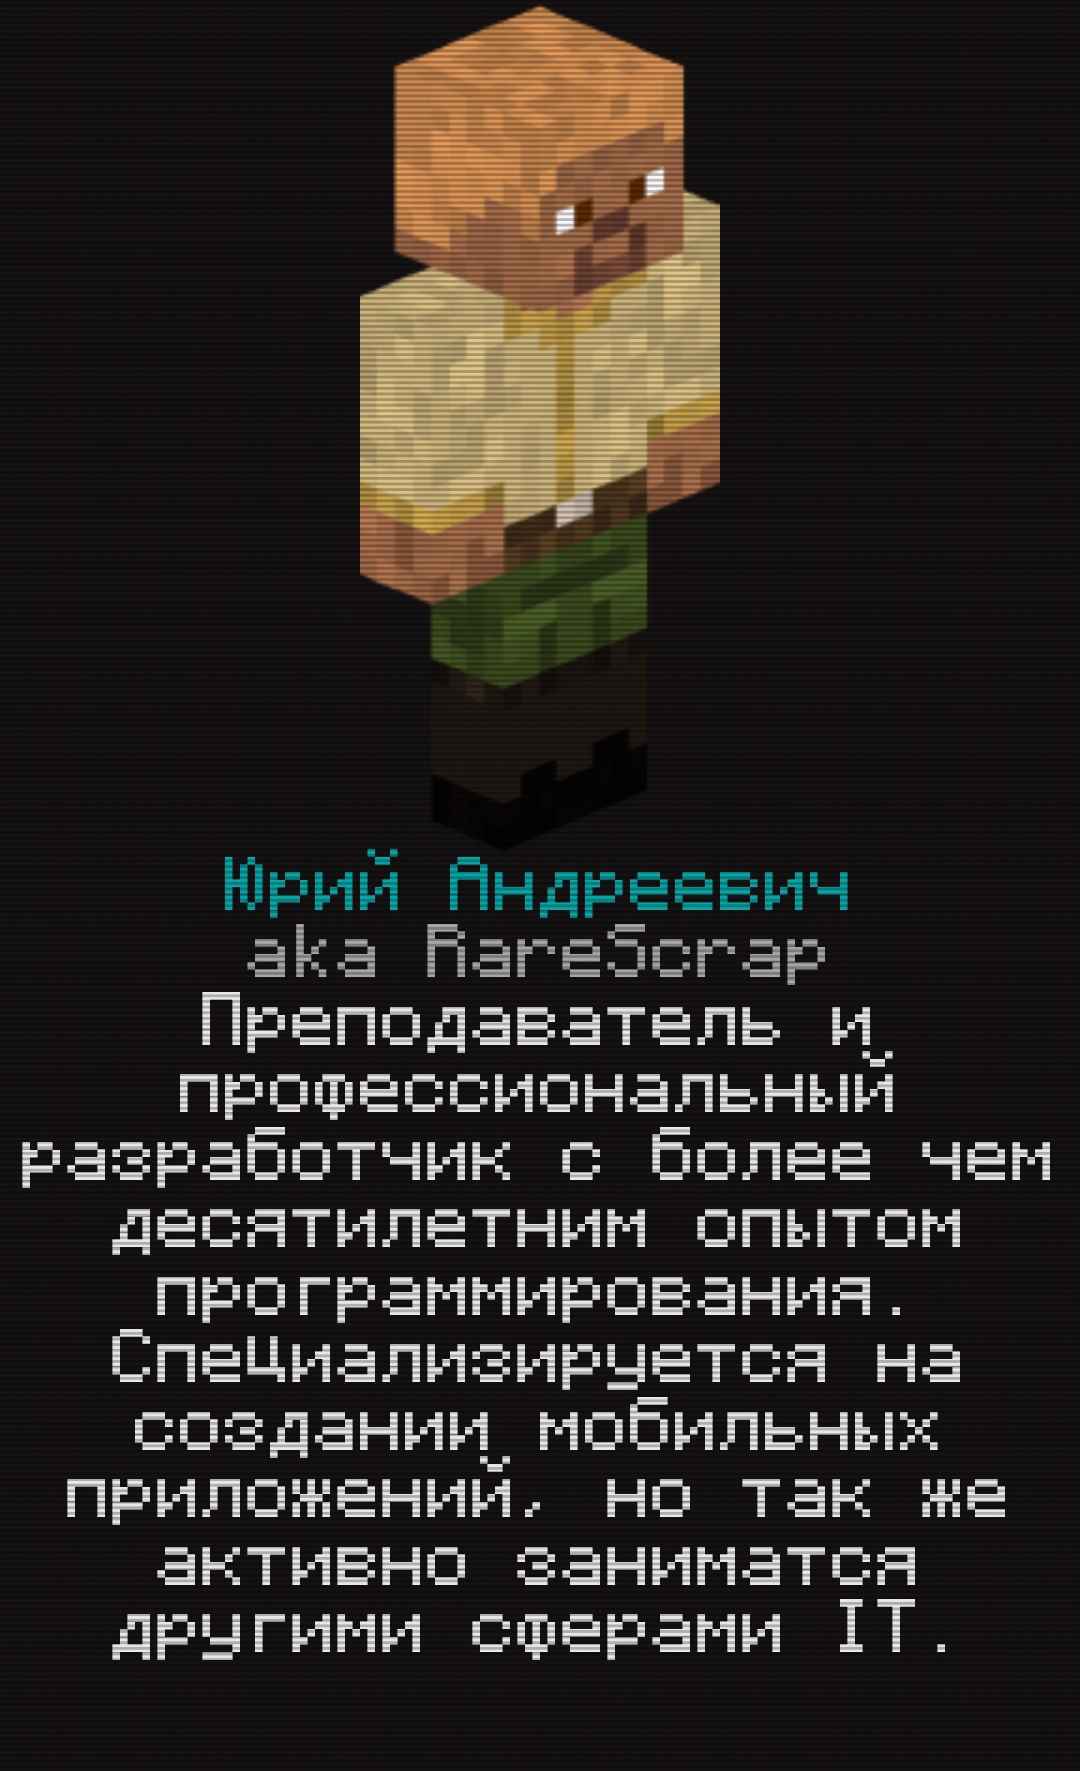 Юрий Андреевич
aka RareScrap
Преподаватель и
профессиональный
разработчик с более чем
десятилетним опытом
программирования.
Специализируется на
создании мобильных
приложений, но так же
активно заниматся
другими сферами IT.